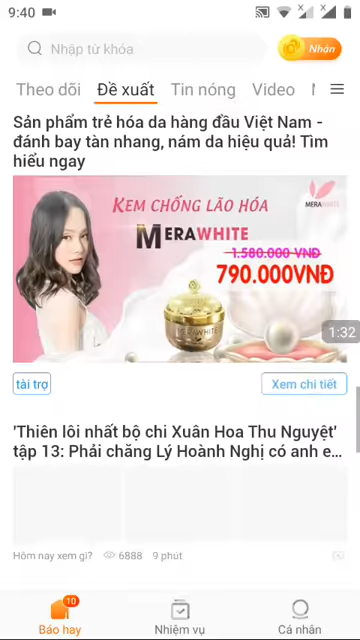 9:40
Nhập từ khóa
Nhận
Theo dõi Đề xuất Tin nóng Video
Sản phẩm trẻ hóa da hàng đầu Việt Nam -
đánh bay tàn nhang, nám da hiệu quả! Tìm
hiểu ngay
KEM CHỐNG LÃO HÓA
MERAWHITE
MERAWHITE
1.580.000 VNĐ
790.000VNĐ
MERAWHITE
1:32
tài trợ
Xem chi tiết
'Thiên lôi nhất bộ chi Xuân Hoa Thu Nguyệt'
tập 13: Phải chăng Lý Hoành Nghị có anh e...
Hôm nay xem gì? 6888 9 phút
10
Báo hay Nhiệm vụ Cá nhân